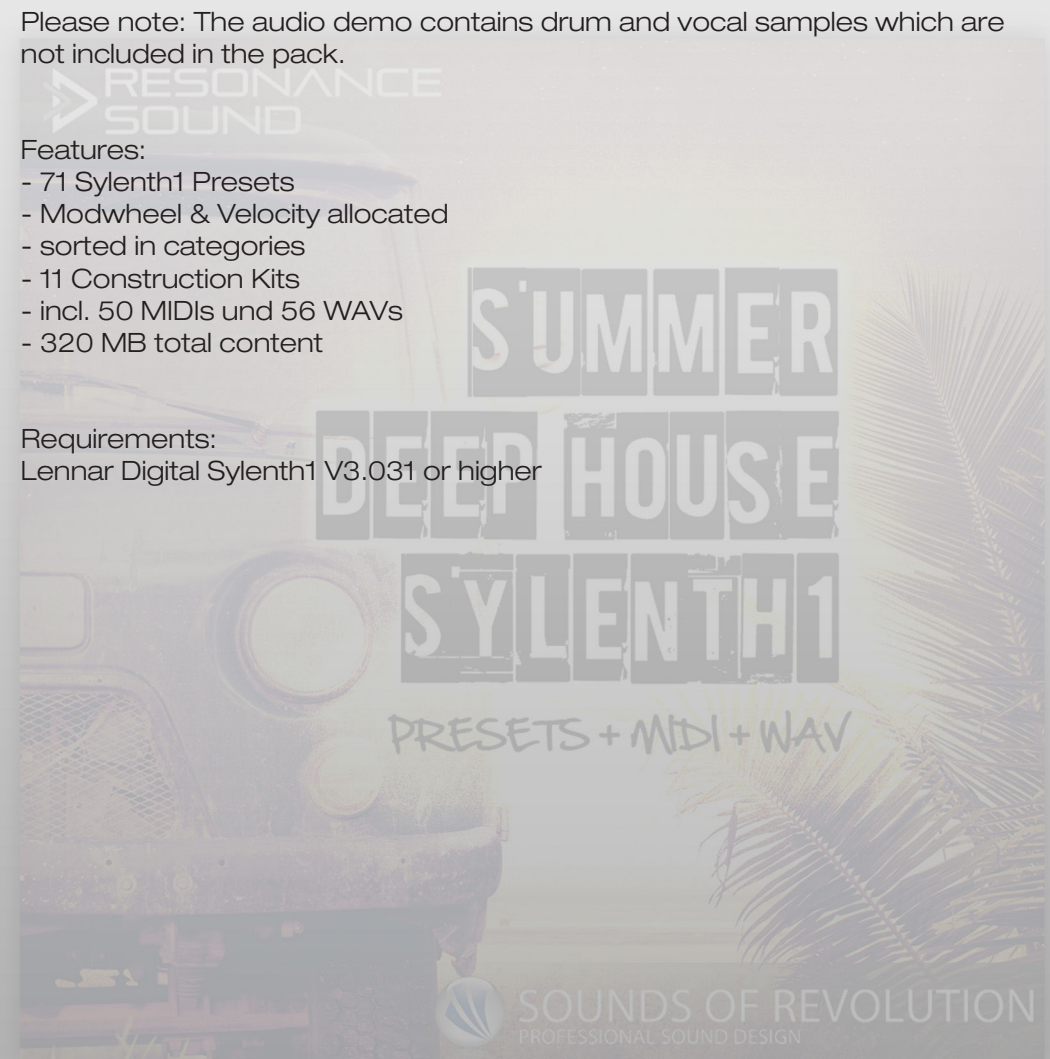 Please note: The audio demo contains drum and vocal samples which are
not included in the pack.
RESONANCE
SOUND
Features:
- 71 Sylenth1 Presets
- Modwheel & Velocity allocated
- sorted in categories
- 11 Construction Kits
- incl. 50 MIDIs und 56 WAVs
- 320 MB total content
Requirements:
Lennar Digital Sylenth1 V3.031 or higher
SUMMER
DEEP HOUSE
SYLENTH1
PRESETS + MIDI + WAV
SOUNDS OF REVOLUTION
PROFESSIONAL SOUND DESIGN